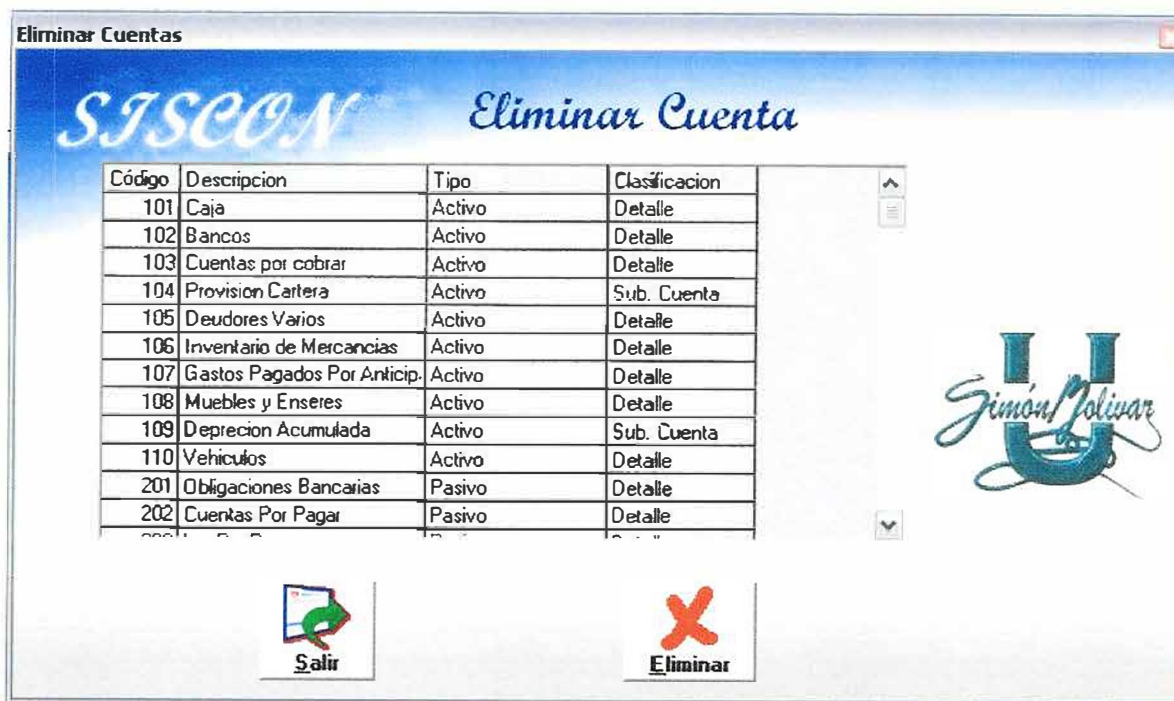 Eliminar Cuentas
SISCON Eliminar Cuenta
Código Descripcion Tipo Clasificacion
101 Caja Activo Detalle
102 Bancos Activo Detalle
103 Cuentas por cobrar Activo Detalle
104 Provision Cartera Activo Sub. Cuenta
105 Deudores Varios Activo Detalle
106 Inventario de Mercancias Activo Detalle
107 Gastos Pagados Por Anticip. Activo Detalle
108 Muebles y Enseres Activo Detalle
109 Deprecion Acumulada Activo Sub. Cuenta
110 Vehiculos Activo Detalle
201 Obligaciones Bancarias Pasivo Detalle
202 Cuentas Por Pagar Pasivo Detalle
U
Simón Bolivar
Salir Eliminar